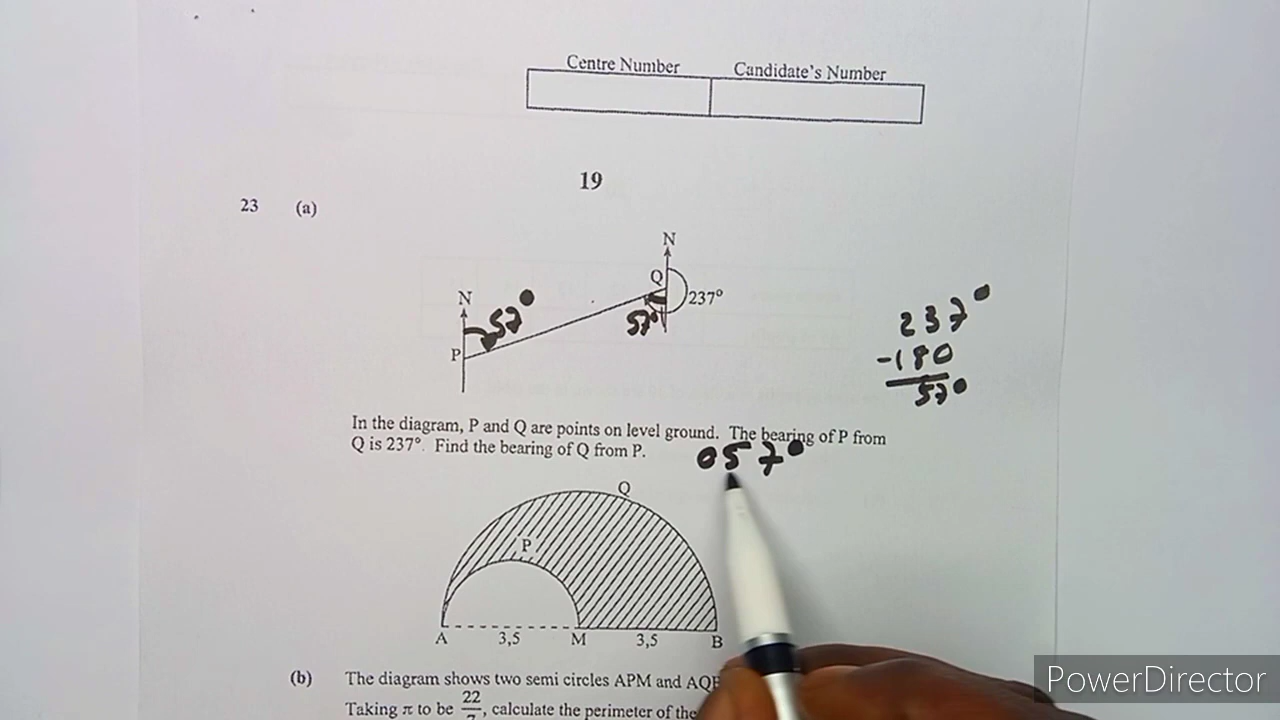 Centre Number Candidate's Number
19
23 (a)
N
Q
237°
57°
N
57°
P
237°
-180
57°
In the diagram, P and Q are points on level ground. The bearing of P from
Q is 237°. Find the bearing of Q from P.
057°
Q
P
A 3,5 M 3,5 B
(b) The diagram shows two semi circles APM and
Taking π to be 22/7, calculate the perimeter of the
PowerDirector